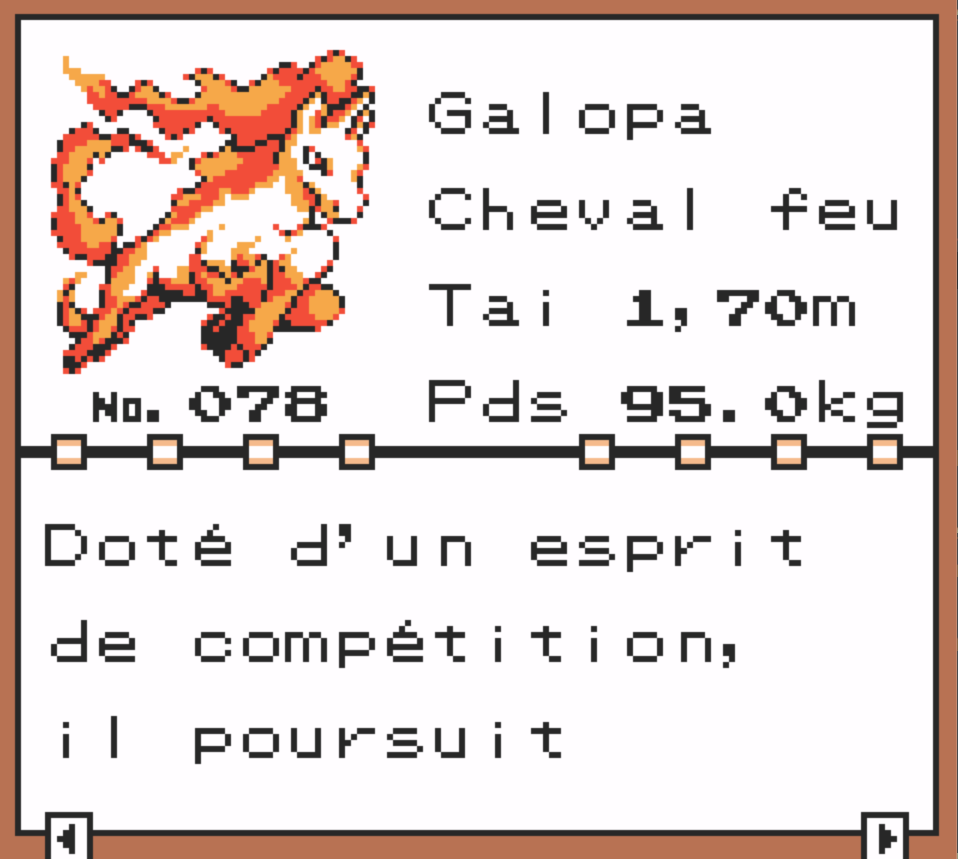 Galopa
Cheval feu
Tai 1,70m
No. 078 Pds 95.0kg
Doté d'un esprit
de compétition,
il poursuit